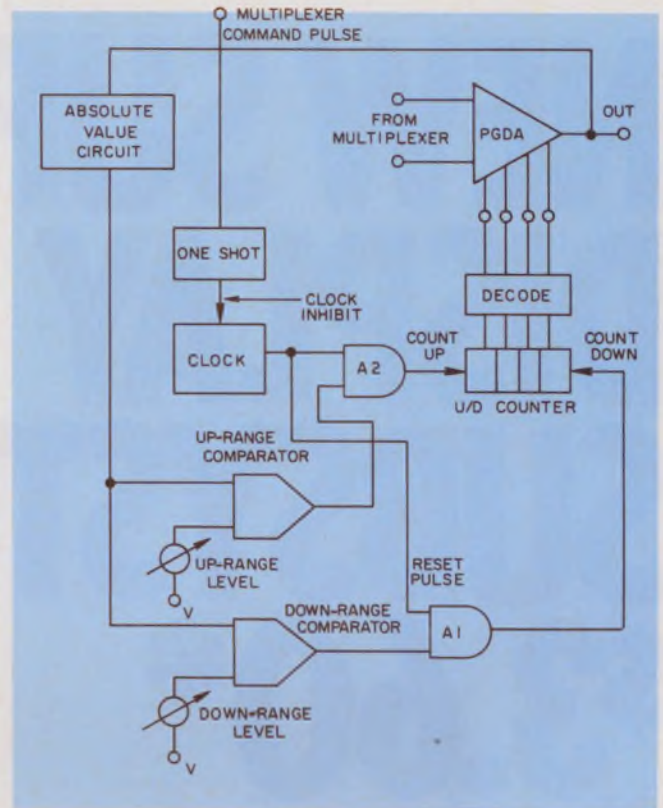 MULTIPLEXER
COMMAND PULSE
ABSOLUTE
VALUE
CIRCUIT
FROM
MULTIPLEXER
PGDA
OUT
ONE SHOT
CLOCK
INHIBIT
DECODE
CLOCK
A2
COUNT
UP
COUNT
DOWN
U/D COUNTER
UP-RANGE
COMPARATOR
UP-RANGE
LEVEL
V
RESET
PULSE
DOWN-RANGE
COMPARATOR
A1
DOWN-RANGE
LEVEL
V